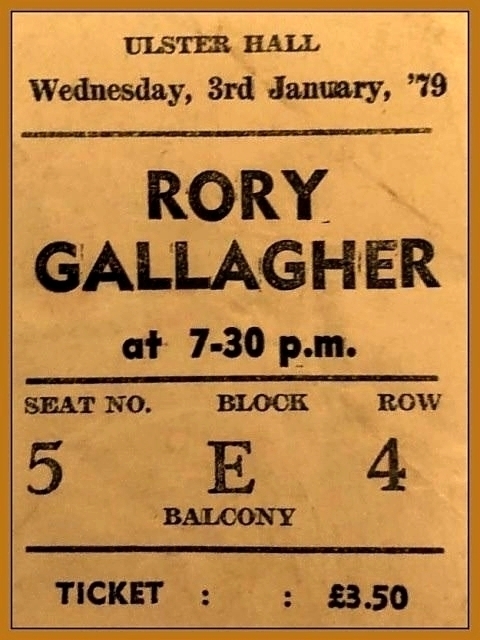 ULSTER HALL
Wednesday, 3rd January, '79
RORY
GALLAGHER
at 7-30 p.m.
SEAT NO. BLOCK ROW
5 E 4
BALCONY
TICKET : : £3.50